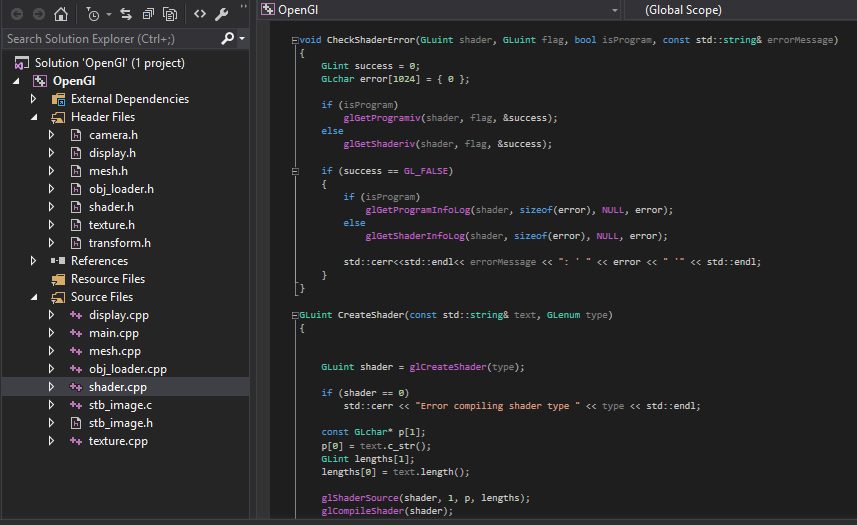 OpenGl
(Global Scope)
Search Solution Explorer (Ctrl+;)
Solution 'OpenGl' (1 project)
OpenGl
External Dependencies
Header Files
camera.h
display.h
mesh.h
obj_loader.h
shader.h
texture.h
transform.h
References
Resource Files
Source Files
display.cpp
main.cpp
mesh.cpp
obj_loader.cpp
shader.cpp
stb_image.c
stb_image.h
texture.cpp
void CheckShaderError(GLuint shader, GLuint flag, bool isProgram, const std::string& errorMessage)
{
GLint success = 0;
GLchar error[1024] = { 0 };
if (isProgram)
glGetProgramiv(shader, flag, &success);
else
glGetShaderiv(shader, flag, &success);
if (success == GL_FALSE)
{
if (isProgram)
glGetProgramInfoLog(shader, sizeof(error), NULL, error);
else
glGetShaderInfoLog(shader, sizeof(error), NULL, error);
std::cerr<<std::endl<< errorMessage << ": ' " << error << " '" << std::endl;
}
}
GLuint CreateShader(const std::string& text, GLenum type)
{
GLuint shader = glCreateShader(type);
if (shader == 0)
std::cerr << "Error compiling shader type " << type << std::endl;
const GLchar* p[1];
p[0] = text.c_str();
GLint lengths[1];
lengths[0] = text.length();
glShaderSource(shader, 1, p, lengths);
glCompileShader(shader);